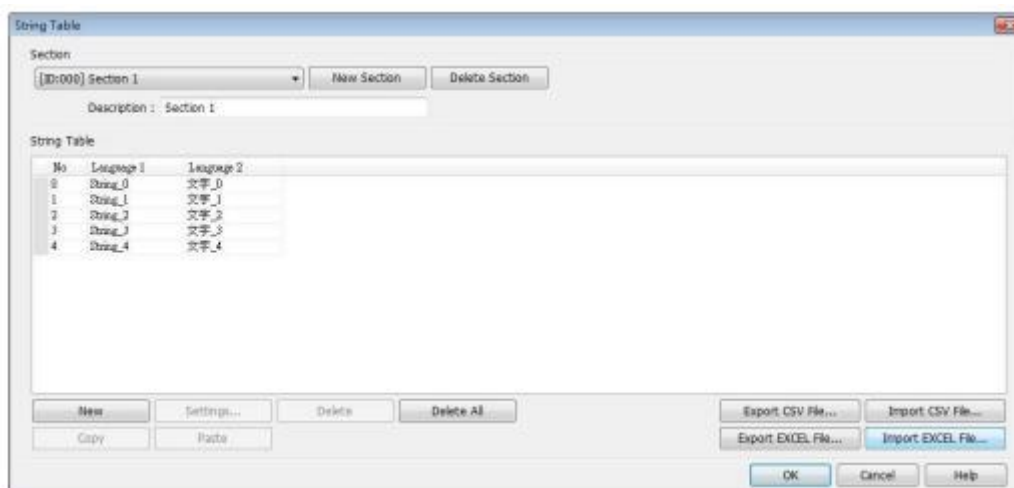 String Table
Section
[ID:000] Section 1 New Section Delete Section
Description : Section 1
String Table
No Language 1 Language 2
0 String_0 文字_0
1 String_1 文字_1
2 String_2 文字_2
3 String_3 文字_3
4 String_4 文字_4
New Settings... Delete Delete All Export CSV File... Import CSV File...
Copy Paste Export EXCEL File... Import EXCEL File...
OK Cancel Help